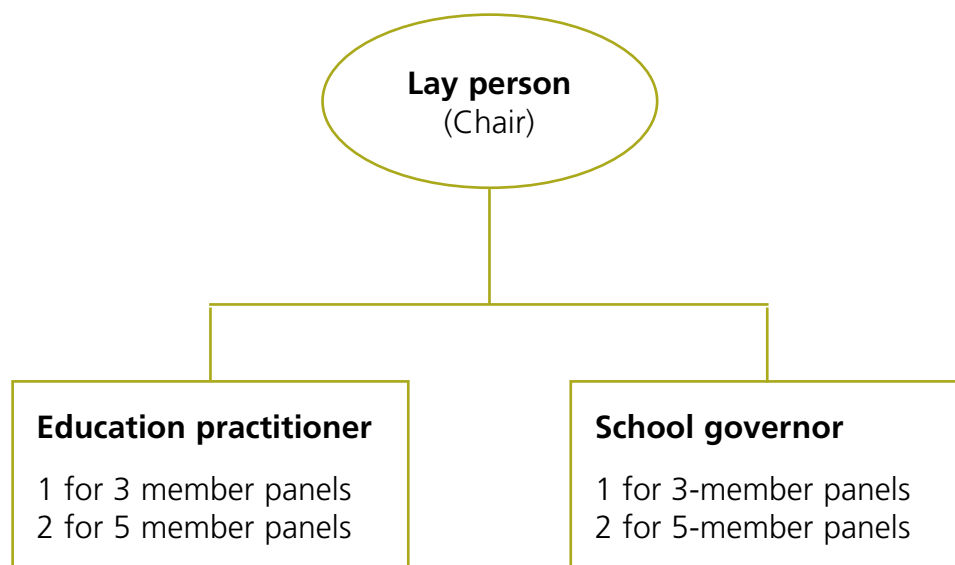 Lay person
(Chair)
Education practitioner
1 for 3 member panels
2 for 5 member panels
School governor
1 for 3-member panels
2 for 5-member panels